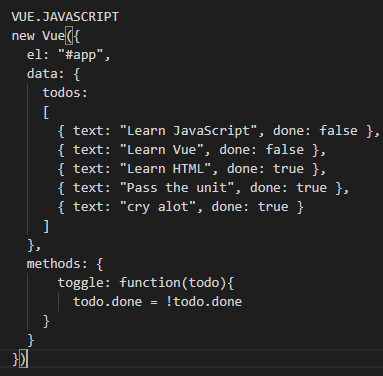 VUE.JAVASCRIPT
new Vue({
  el: "#app",
  data: {
    todos:
    [
      { text: "Learn JavaScript", done: false },
      { text: "Learn Vue", done: false },
      { text: "Learn HTML", done: true },
      { text: "Pass the unit", done: true },
      { text: "cry alot", done: true }
    ]
  },
  methods: {
      toggle: function(todo){
        todo.done = !todo.done
    }
  }
})